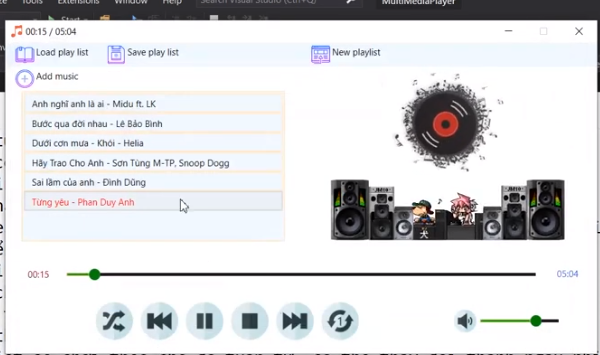 Extensions Window
Search Visual Studio (Ctrl+Q)
MultiMediaPlayer
Start
00:15 / 05:04
Load play list Save play list New playlist
Add music
Anh nghĩ anh là ai - Midu ft. LK
Bước qua đời nhau - Lê Bảo Bình
Dưới cơn mưa - Khói - Helia
Hãy Trao Cho Anh - Sơn Tùng M-TP, Snoop Dogg
Sai lầm của anh - Đình Dũng
Từng yêu - Phan Duy Anh
00:15 05:04
1